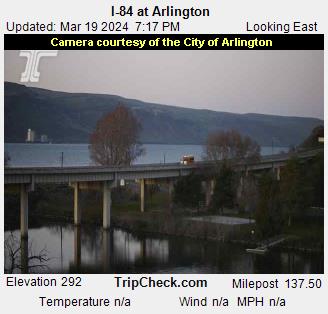 I-84 at Arlington
Updated: Mar 19 2024 7:17 PM Looking East
Camera courtesy of the City of Arlington
Elevation 292 TripCheck.com Milepost 137.50
Temperature n/a Wind n/a MPH n/a